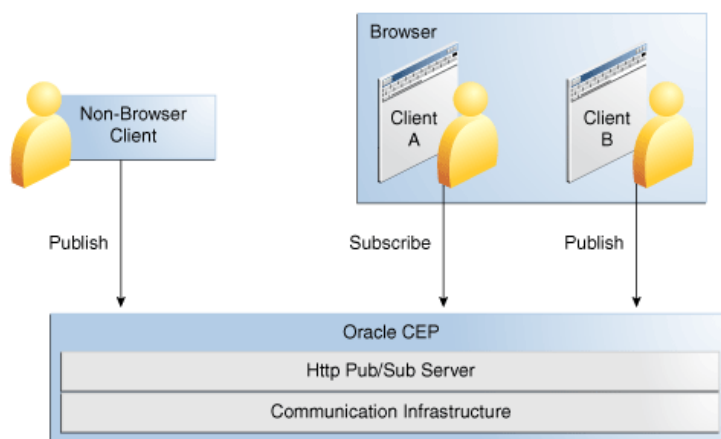 Browser
Non-Browser
Client
Client
A
Client
B
Publish
Subscribe
Publish
Oracle CEP
Http Pub/Sub Server
Communication Infrastructure